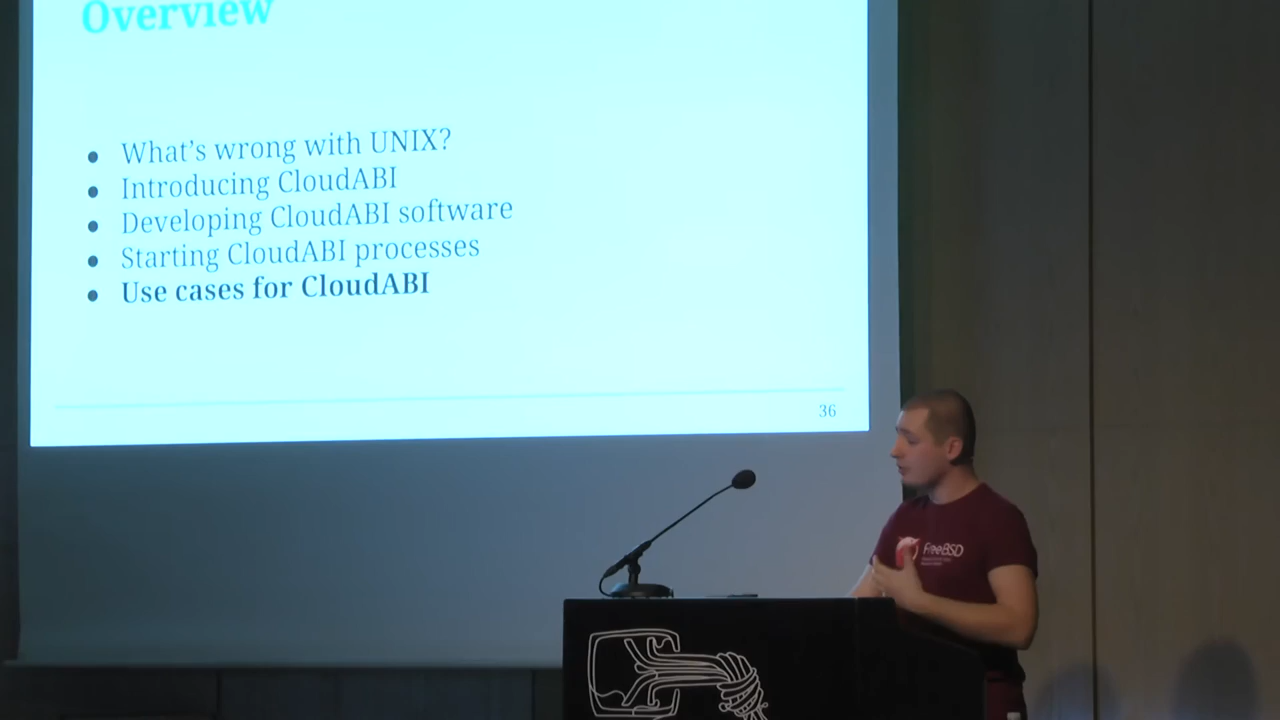 Overview
● What's wrong with UNIX?
● Introducing CloudABI
● Developing CloudABI software
● Starting CloudABI processes
● Use cases for CloudABI
36
FreeBSD